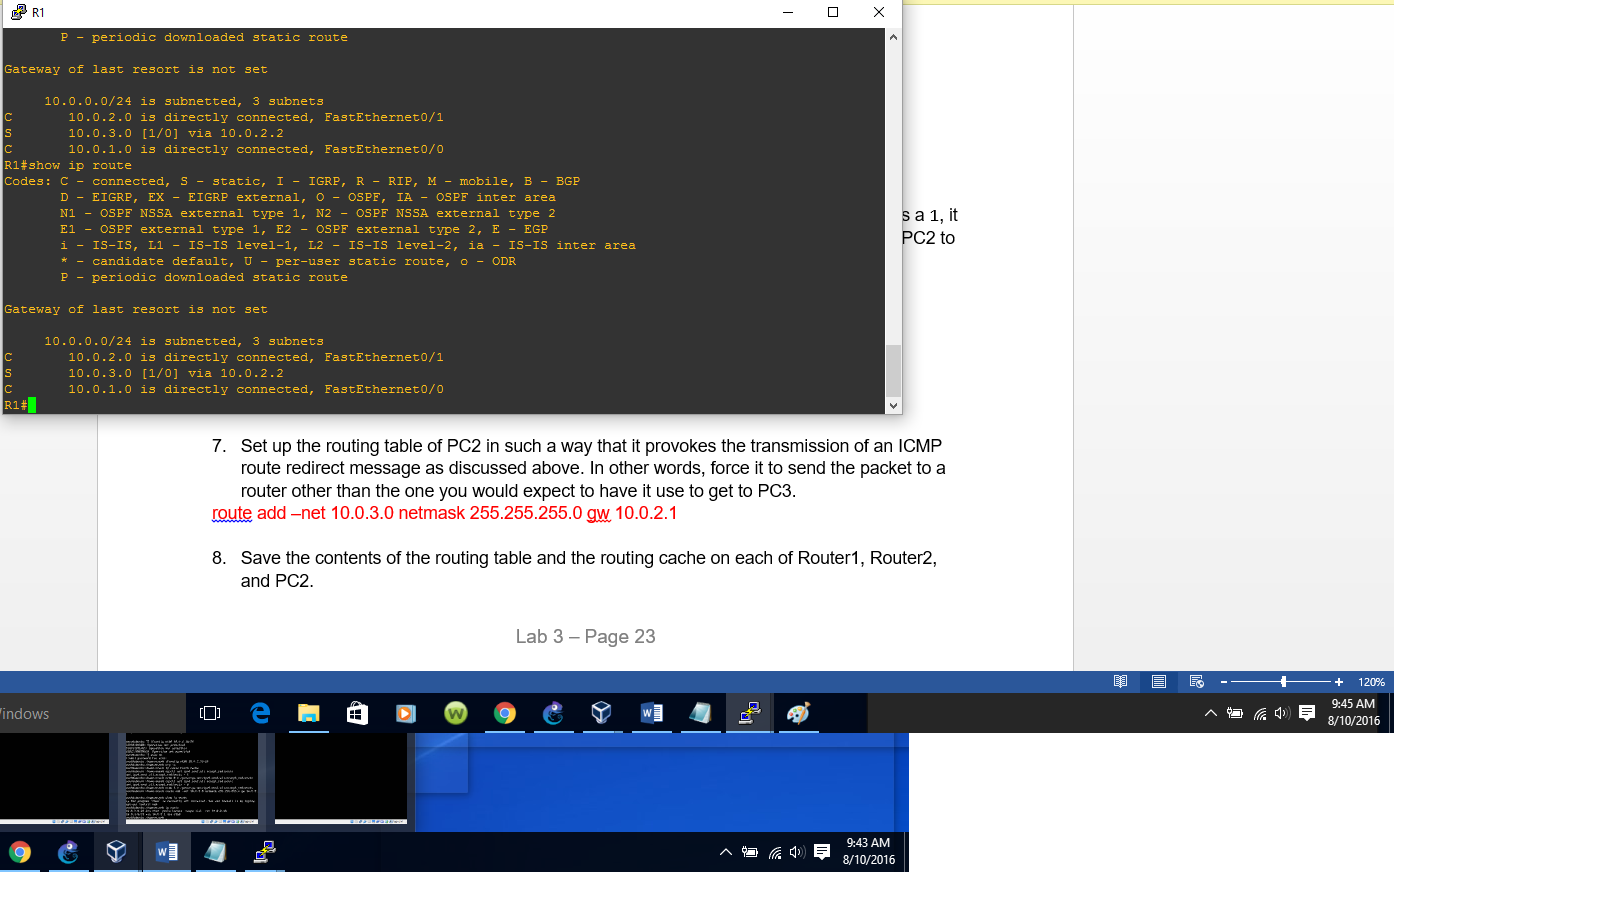 R1
P - periodic downloaded static route
Gateway of last resort is not set
10.0.0.0/24 is subnetted, 3 subnets
C 10.0.2.0 is directly connected, FastEthernet0/1
S 10.0.3.0 [1/0] via 10.0.2.2
C 10.0.1.0 is directly connected, FastEthernet0/0
R1#show ip route
Codes: C - connected, S - static, I - IGRP, R - RIP, M - mobile, B - BGP
D - EIGRP, EX - EIGRP external, O - OSPF, IA - OSPF inter area
N1 - OSPF NSSA external type 1, N2 - OSPF NSSA external type 2
E1 - OSPF external type 1, E2 - OSPF external type 2, E - EGP
i - IS-IS, L1 - IS-IS level-1, L2 - IS-IS level-2, ia - IS-IS inter area
* - candidate default, U - per-user static route, o - ODR
P - periodic downloaded static route
Gateway of last resort is not set
10.0.0.0/24 is subnetted, 3 subnets
C 10.0.2.0 is directly connected, FastEthernet0/1
S 10.0.3.0 [1/0] via 10.0.2.2
C 10.0.1.0 is directly connected, FastEthernet0/0
R1#
s a 1, it
PC2 to
7. Set up the routing table of PC2 in such a way that it provokes the transmission of an ICMP
route redirect message as discussed above. In other words, force it to send the packet to a
router other than the one you would expect to have it use to get to PC3.
route add –net 10.0.3.0 netmask 255.255.255.0 gw 10.0.2.1
8. Save the contents of the routing table and the routing cache on each of Router1, Router2,
and PC2.
Lab 3 – Page 23
120%
indows
9:45 AM
8/10/2016
9:43 AM
8/10/2016